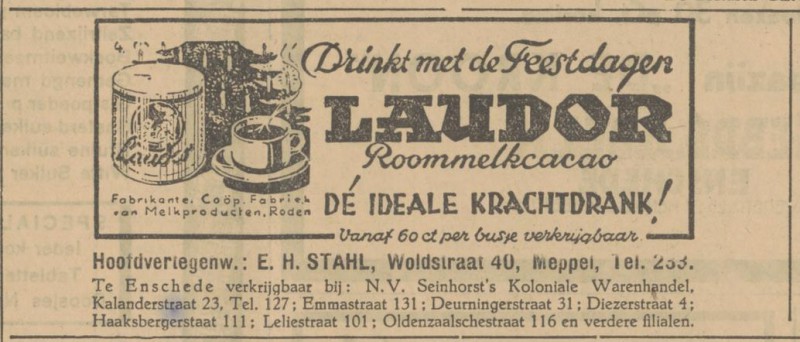 Drinkt met de Feestdagen
LAUDOR
Roommelkcacao
Laudor
Fabrikante. Coöp. Fabriek
van Melkproducten, Roden
DÉ IDEALE KRACHTDRANK!
Vanaf 60 ct per busje verkrijgbaar
Hoofdvertegenw.: E. H. STAHL, Woldstraat 40, Meppel, Tel. 233.
Te Enschede verkrijgbaar bij: N.V. Seinhorst's Koloniale Warenhandel,
Kalanderstraat 23, Tel. 127; Emmastraat 131; Deurningerstraat 31; Diezerstraat 4;
Haaksbergerstaat 111; Leliestraat 101; Oldenzaalschestraat 116 en verdere filialen.